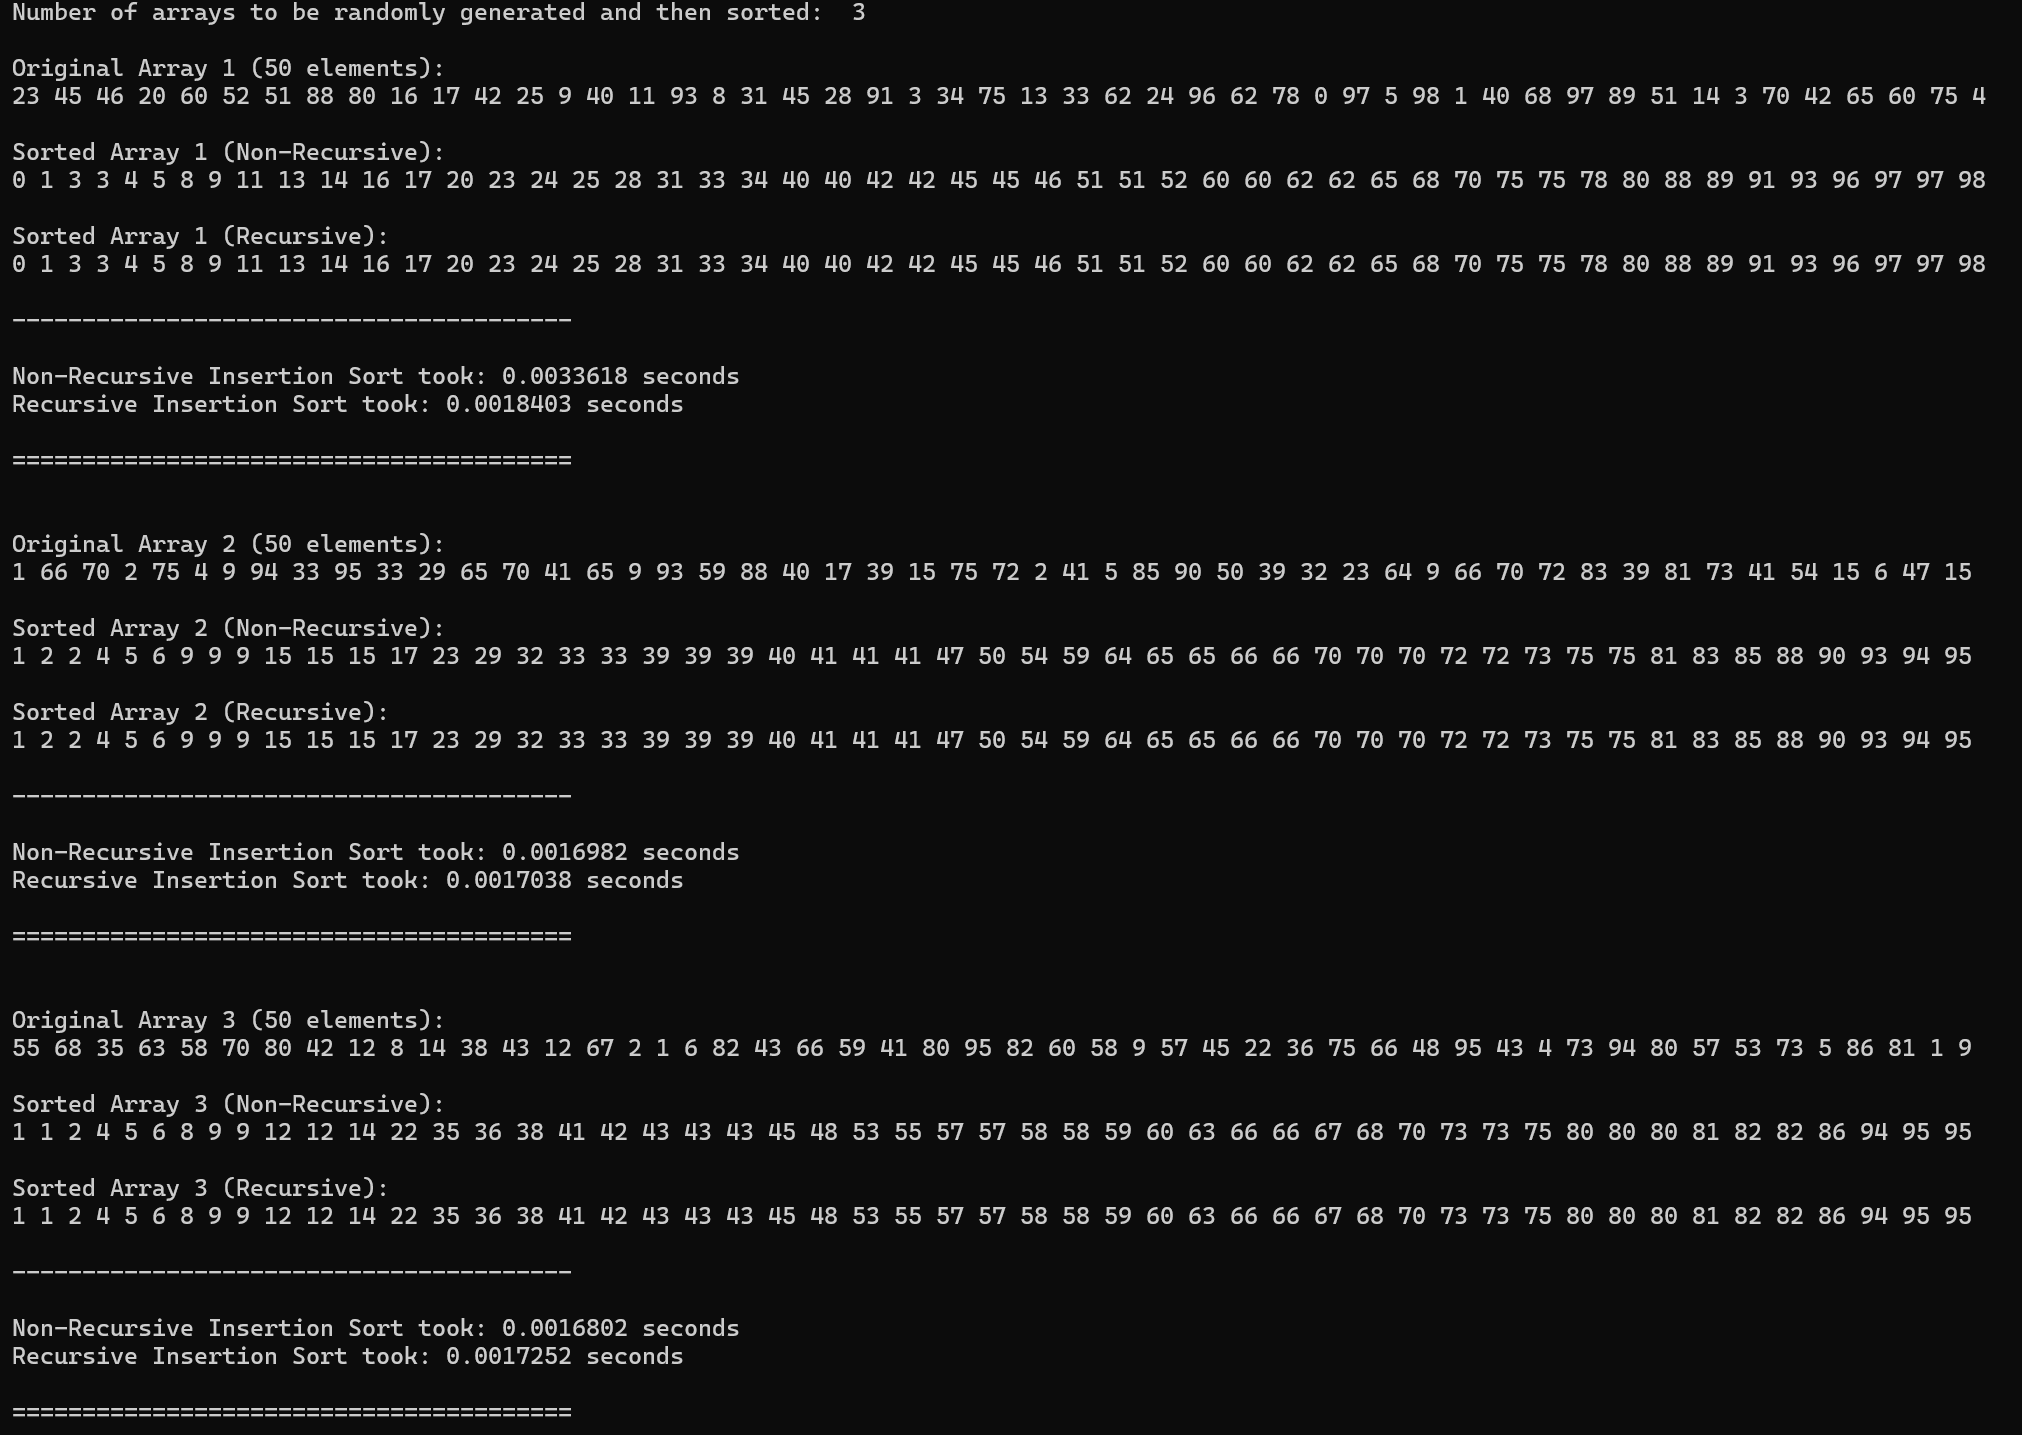 Number of arrays to be randomly generated and then sorted:  3
Original Array 1 (50 elements):
23 45 46 20 60 52 51 88 80 16 17 42 25 9 40 11 93 8 31 45 28 91 3 34 75 13 33 62 24 96 62 78 0 97 5 98 1 40 68 97 89 51 14 3 70 42 65 60 75 4
Sorted Array 1 (Non-Recursive):
0 1 3 3 4 5 8 9 11 13 14 16 17 20 23 24 25 28 31 33 34 40 40 42 42 45 45 46 51 51 52 60 60 62 62 65 68 70 75 75 78 80 88 89 91 93 96 97 97 98
Sorted Array 1 (Recursive):
0 1 3 3 4 5 8 9 11 13 14 16 17 20 23 24 25 28 31 33 34 40 40 42 42 45 45 46 51 51 52 60 60 62 62 65 68 70 75 75 78 80 88 89 91 93 96 97 97 98
----------------------------------------
Non-Recursive Insertion Sort took: 0.0033618 seconds
Recursive Insertion Sort took: 0.0018403 seconds
========================================
Original Array 2 (50 elements):
1 66 70 2 75 4 9 94 33 95 33 29 65 70 41 65 9 93 59 88 40 17 39 15 75 72 2 41 5 85 90 50 39 32 23 64 9 66 70 72 83 39 81 73 41 54 15 6 47 15
Sorted Array 2 (Non-Recursive):
1 2 2 4 5 6 9 9 9 15 15 15 17 23 29 32 33 33 39 39 39 40 41 41 41 47 50 54 59 64 65 65 66 66 70 70 70 72 72 73 75 75 81 83 85 88 90 93 94 95
Sorted Array 2 (Recursive):
1 2 2 4 5 6 9 9 9 15 15 15 17 23 29 32 33 33 39 39 39 40 41 41 41 47 50 54 59 64 65 65 66 66 70 70 70 72 72 73 75 75 81 83 85 88 90 93 94 95
----------------------------------------
Non-Recursive Insertion Sort took: 0.0016982 seconds
Recursive Insertion Sort took: 0.0017038 seconds
========================================
Original Array 3 (50 elements):
55 68 35 63 58 70 80 42 12 8 14 38 43 12 67 2 1 6 82 43 66 59 41 80 95 82 60 58 9 57 45 22 36 75 66 48 95 43 4 73 94 80 57 53 73 5 86 81 1 9
Sorted Array 3 (Non-Recursive):
1 1 2 4 5 6 8 9 9 12 12 14 22 35 36 38 41 42 43 43 43 45 48 53 55 57 57 58 58 59 60 63 66 66 67 68 70 73 73 75 80 80 80 81 82 82 86 94 95 95
Sorted Array 3 (Recursive):
1 1 2 4 5 6 8 9 9 12 12 14 22 35 36 38 41 42 43 43 43 45 48 53 55 57 57 58 58 59 60 63 66 66 67 68 70 73 73 75 80 80 80 81 82 82 86 94 95 95
----------------------------------------
Non-Recursive Insertion Sort took: 0.0016802 seconds
Recursive Insertion Sort took: 0.0017252 seconds
========================================